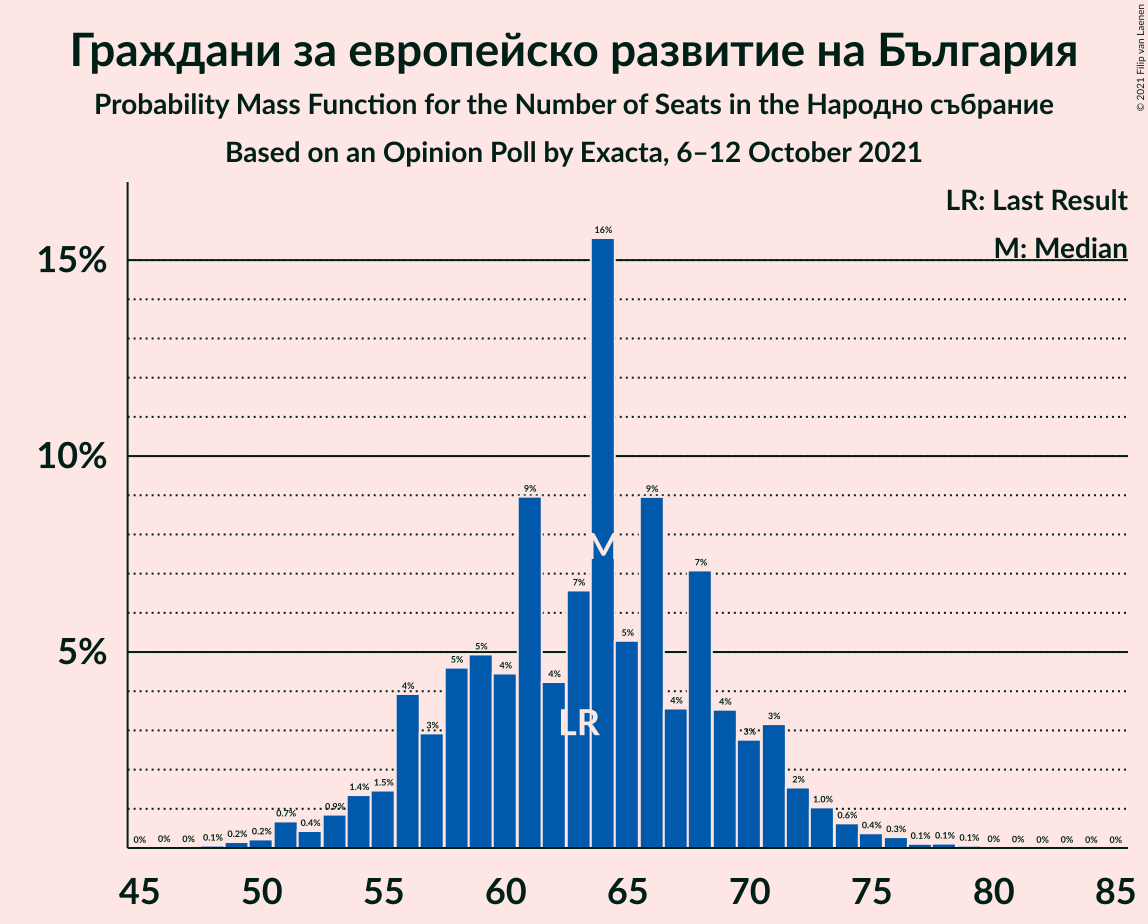 Граждани за европейско развитие на България
Probability Mass Function for the Number of Seats in the Народно събрание
Based on an Opinion Poll by Exacta, 6–12 October 2021
© 2021 Filip van Laenen
LR: Last Result
M: Median
15%
10%
5%
0% 0% 0% 0.1% 0.2% 0.2% 0.7% 0.4% 0.9% 1.4% 1.5% 4% 3% 5% 5% 4% 9% 4% 7% 16% 5% 9% 4% 7% 4% 3% 3% 2% 1.0% 0.6% 0.4% 0.3% 0.1% 0.1% 0.1% 0% 0% 0% 0% 0% 0%
M
LR
45 50 55 60 65 70 75 80 85